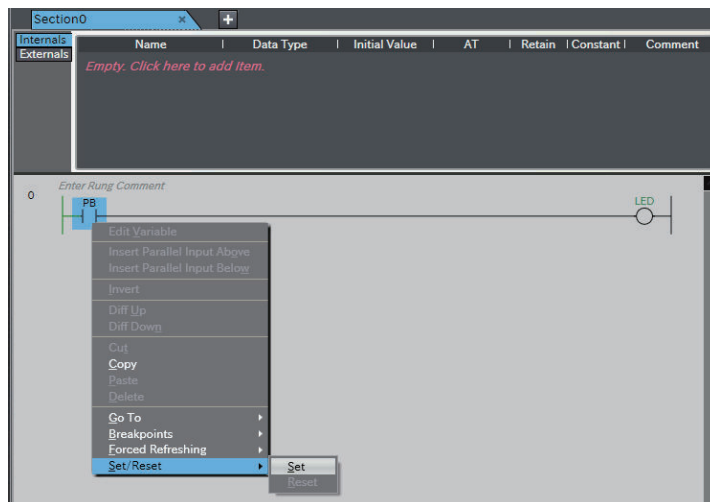 Section0 × +
Internals
Externals
Name Data Type Initial Value AT Retain Constant Comment
Empty. Click here to add Item.
Enter Rung Comment
0
PB LED
Edit Variable
Insert Parallel Input Above
Insert Parallel Input Below
Invert
Diff Up
Diff Down
Cut
Copy
Paste
Delete
Go To
Breakpoints
Forced Refreshing
Set/Reset
Set
Reset